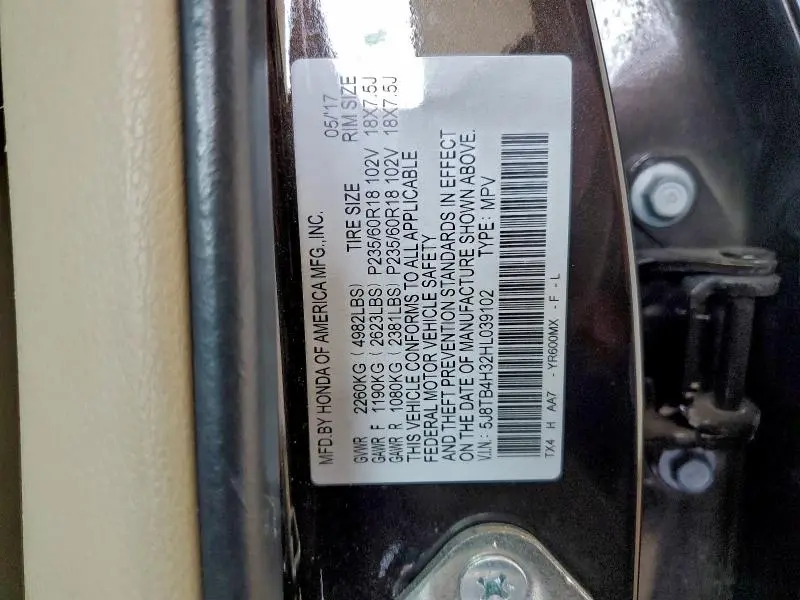 MFD.BY HONDA OF AMERICA MFG.,INC. 05/'17
TIRE SIZE RIM SIZE
GVWR 2260KG ( 4982LBS)
GAWR F 1190KG ( 2623LBS) P235/60R18 102V 18X7.5J
GAWR R 1080KG ( 2381LBS) P235/60R18 102V 18X7.5J
THIS VEHICLE CONFORMS TO ALL APPLICABLE
FEDERAL MOTOR VEHICLE SAFETY
AND THEFT PREVENTION STANDARDS IN EFFECT
ON THE DATE OF MANUFACTURE SHOWN ABOVE.
V.I.N.: 5J8TB4H32HL039102 TYPE: MPV
TX4 H AA7 - YR600MX - F - L